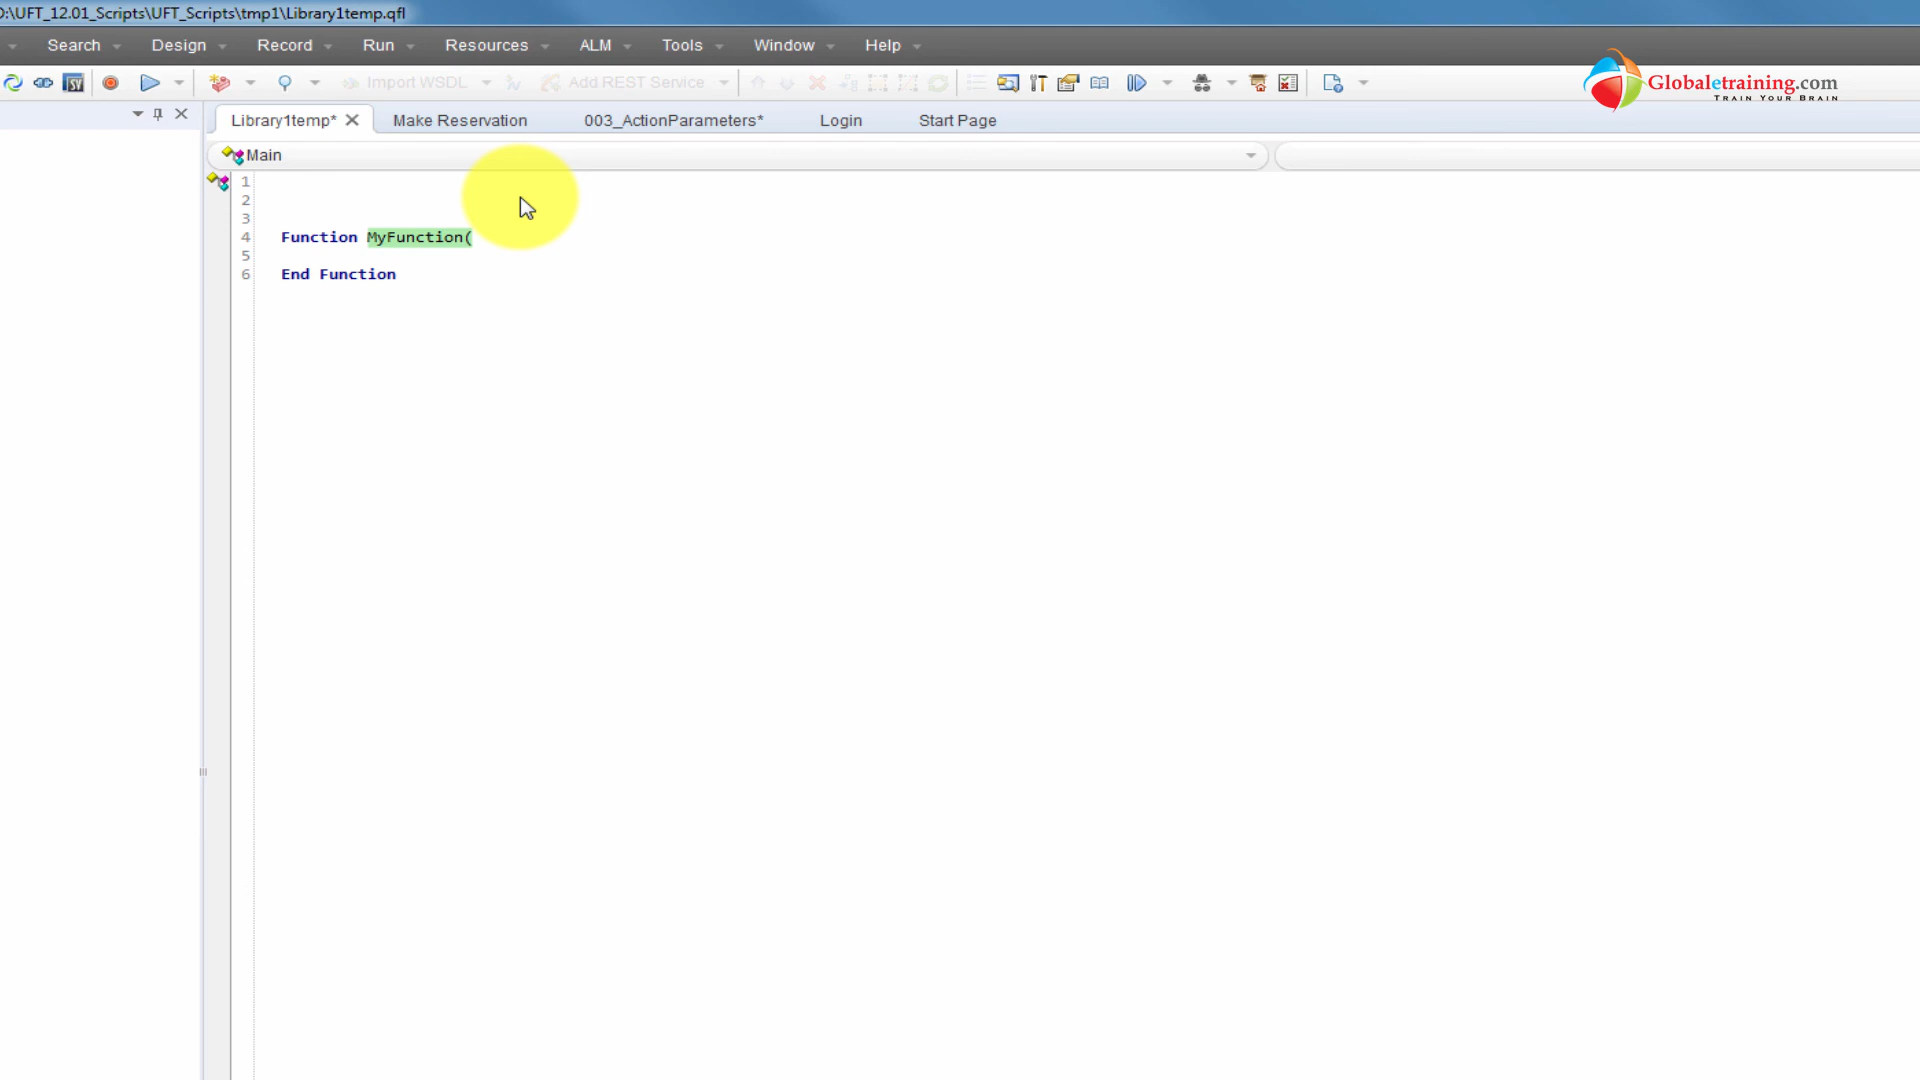 D:\UFT_12.01_Scripts\UFT_Scripts\tmp1\Library1temp.qfl
Search Design Record Run Resources ALM Tools Window Help
Import WSDL Add REST Service
Globaletraining.com
TRAIN YOUR BRAIN
Library1temp* Make Reservation 003_ActionParameters* Login Start Page
Main
1
2
3
4 Function MyFunction(
5
6 End Function